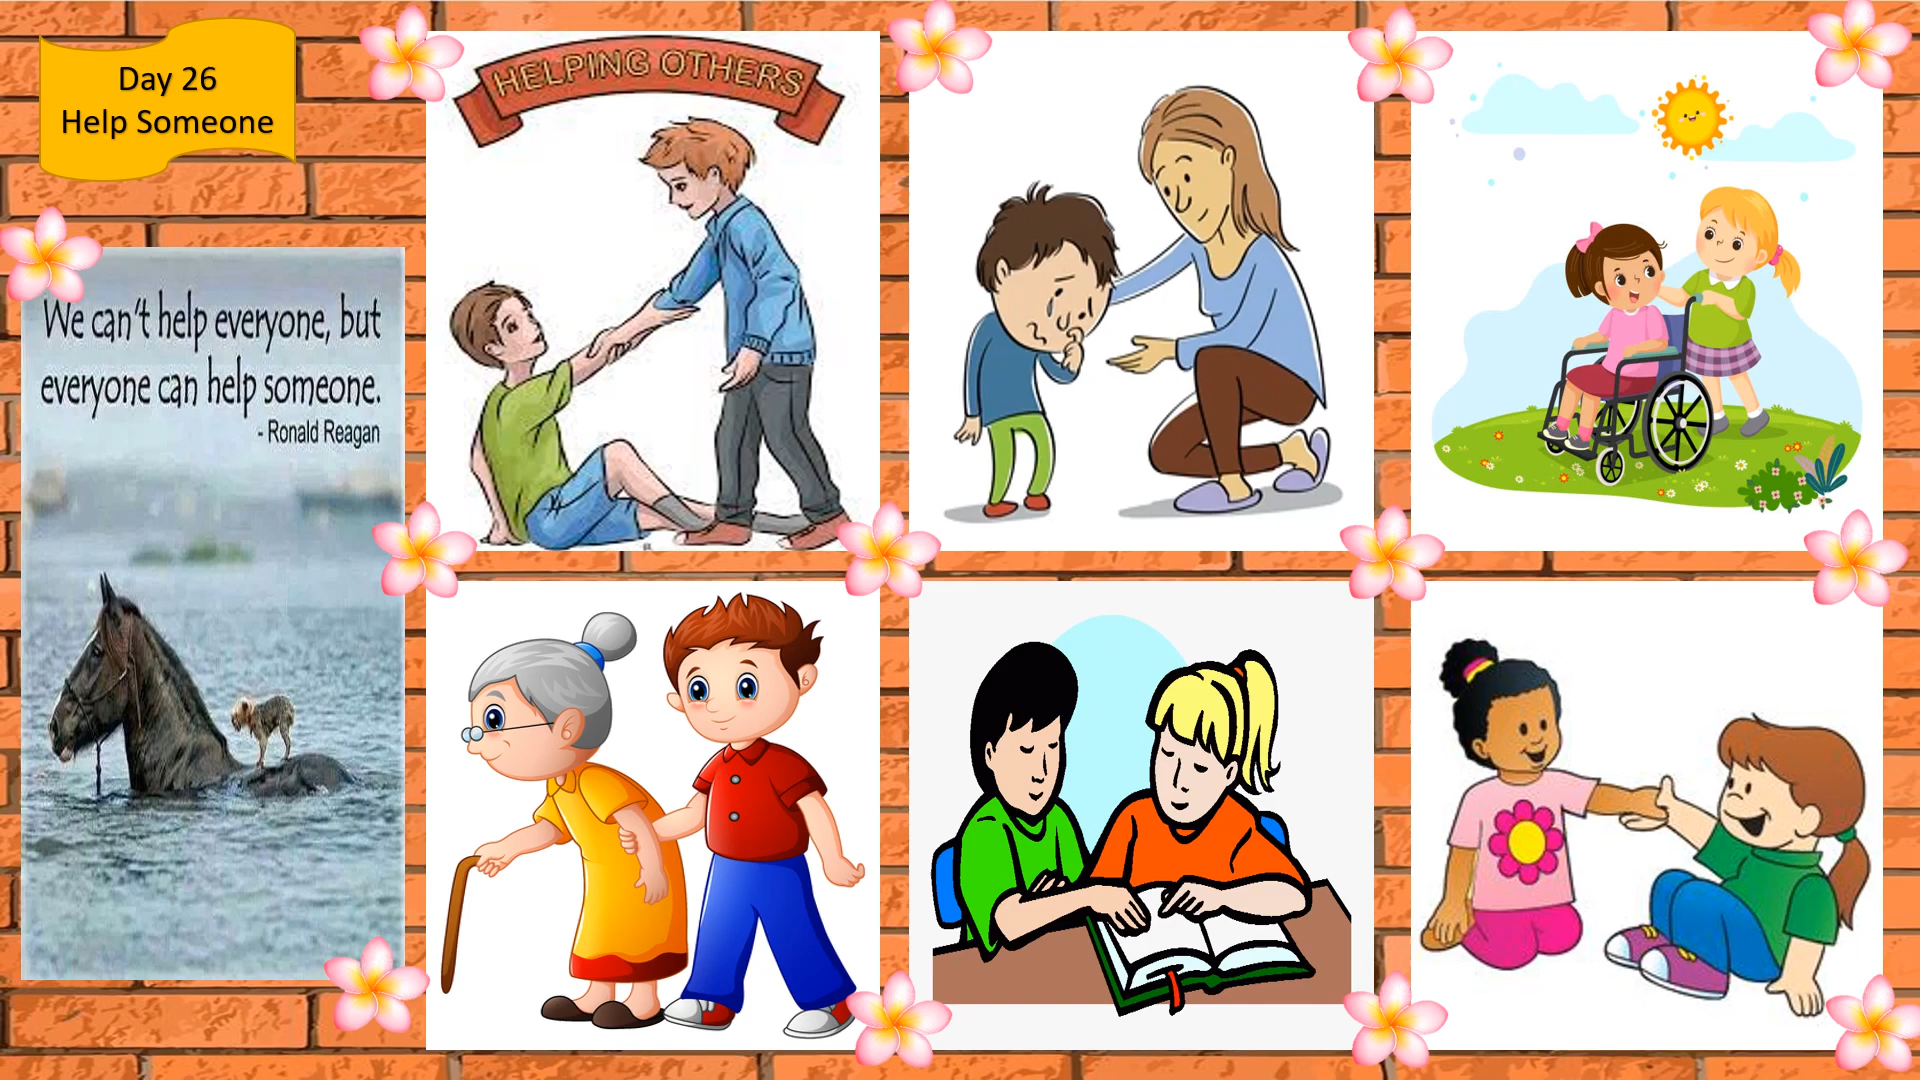 Day 26
Help Someone
HELPING OTHERS
We can't help everyone, but
everyone can help someone.
- Ronald Reagan